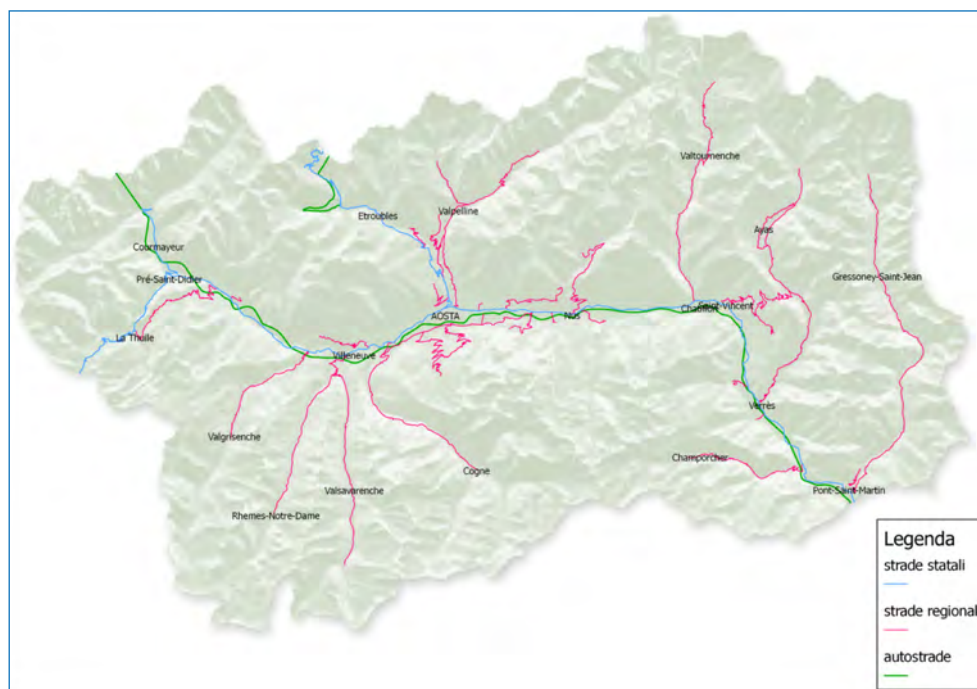 Valtournenche
Etroubles
Valpelline
Courmayeur
Ayas
Pré-Saint-Didier
Gressoney-Saint-Jean
AOSTA
Nus
Châtillon
Saint-Vincent
La Thuile
Villeneuve
Verrès
Valgrisenche
Champorcher
Cogne
Valsavarenche
Pont-Saint-Martin
Rhemes-Notre-Dame
Legenda
strade statali
strade regional
autostrade